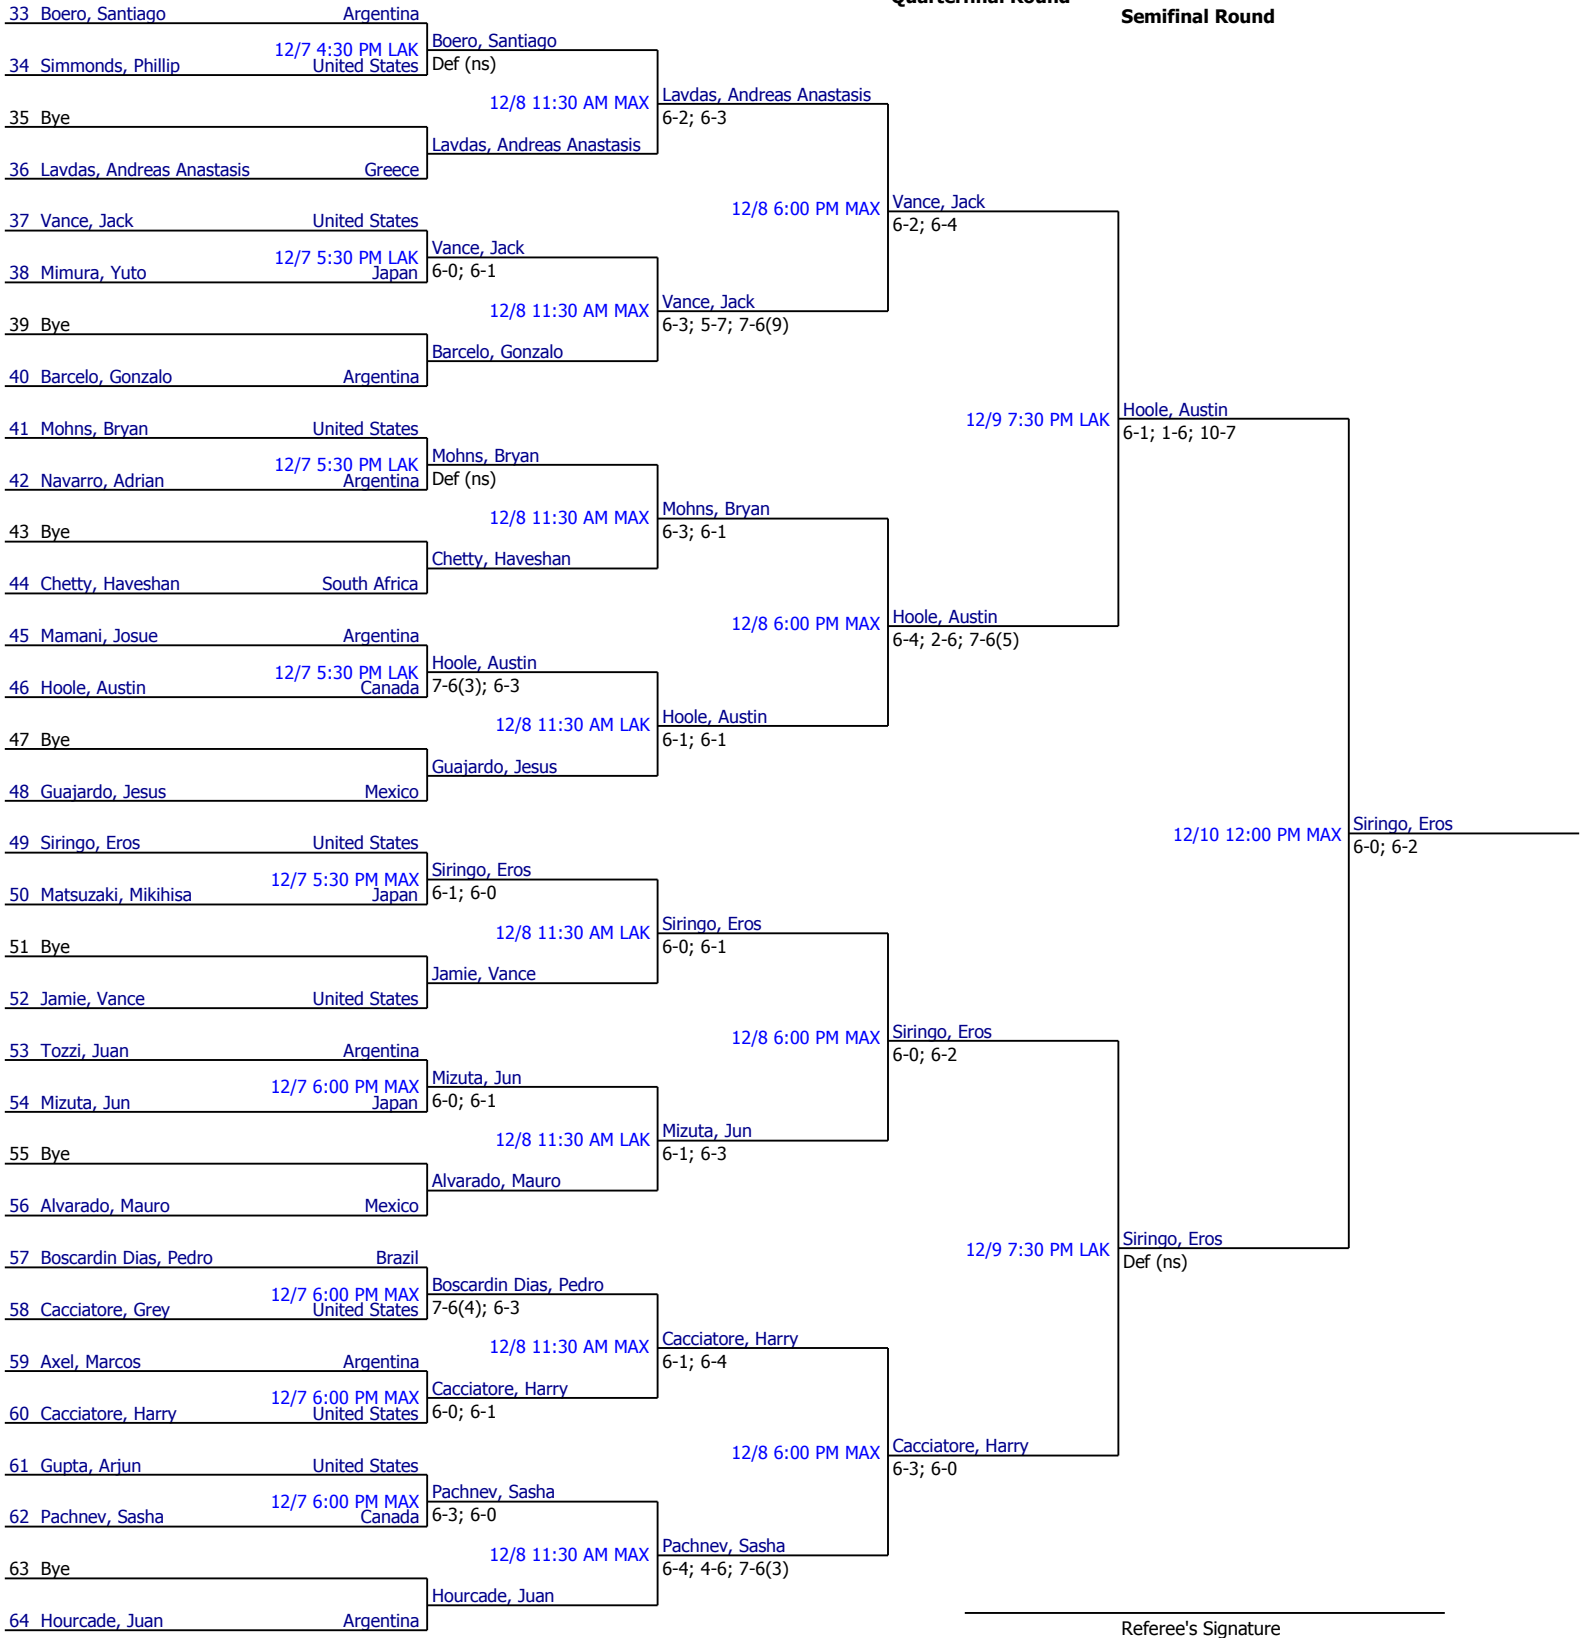 Quarterfinal Round
Semifinal Round
33 Boero, Santiago Argentina
12/7 4:30 PM LAK
34 Simmonds, Phillip United States
Boero, Santiago
Def (ns)
35 Bye
36 Lavdas, Andreas Anastasis Greece
Lavdas, Andreas Anastasis
12/8 11:30 AM MAX
Lavdas, Andreas Anastasis
6-2; 6-3
37 Vance, Jack United States
12/7 5:30 PM LAK
38 Mimura, Yuto Japan
Vance, Jack
6-0; 6-1
39 Bye
40 Barcelo, Gonzalo Argentina
Barcelo, Gonzalo
12/8 11:30 AM MAX
Vance, Jack
6-3; 5-7; 7-6(9)
12/8 6:00 PM MAX
Vance, Jack
6-2; 6-4
41 Mohns, Bryan United States
12/7 5:30 PM LAK
42 Navarro, Adrian Argentina
Mohns, Bryan
Def (ns)
43 Bye
44 Chetty, Haveshan South Africa
Chetty, Haveshan
12/8 11:30 AM MAX
Mohns, Bryan
6-3; 6-1
45 Mamani, Josue Argentina
12/7 5:30 PM LAK
46 Hoole, Austin Canada
Hoole, Austin
7-6(3); 6-3
47 Bye
48 Guajardo, Jesus Mexico
Guajardo, Jesus
12/8 11:30 AM LAK
Hoole, Austin
6-1; 6-1
12/8 6:00 PM MAX
Hoole, Austin
6-4; 2-6; 7-6(5)
12/9 7:30 PM LAK
Hoole, Austin
6-1; 1-6; 10-7
49 Siringo, Eros United States
12/7 5:30 PM MAX
50 Matsuzaki, Mikihisa Japan
Siringo, Eros
6-1; 6-0
51 Bye
52 Jamie, Vance United States
Jamie, Vance
12/8 11:30 AM LAK
Siringo, Eros
6-0; 6-1
53 Tozzi, Juan Argentina
12/7 6:00 PM MAX
54 Mizuta, Jun Japan
Mizuta, Jun
6-0; 6-1
55 Bye
56 Alvarado, Mauro Mexico
Alvarado, Mauro
12/8 11:30 AM LAK
Mizuta, Jun
6-1; 6-3
12/8 6:00 PM MAX
Siringo, Eros
6-0; 6-2
57 Boscardin Dias, Pedro Brazil
12/7 6:00 PM MAX
58 Cacciatore, Grey United States
Boscardin Dias, Pedro
7-6(4); 6-3
59 Axel, Marcos Argentina
12/7 6:00 PM MAX
60 Cacciatore, Harry United States
Cacciatore, Harry
6-0; 6-1
12/8 11:30 AM MAX
Cacciatore, Harry
6-1; 6-4
61 Gupta, Arjun United States
12/7 6:00 PM MAX
62 Pachnev, Sasha Canada
Pachnev, Sasha
6-3; 6-0
63 Bye
64 Hourcade, Juan Argentina
Hourcade, Juan
12/8 11:30 AM MAX
Pachnev, Sasha
6-4; 4-6; 7-6(3)
12/8 6:00 PM MAX
Cacciatore, Harry
6-3; 6-0
12/9 7:30 PM LAK
Siringo, Eros
Def (ns)
12/10 12:00 PM MAX
Siringo, Eros
6-0; 6-2
Referee's Signature